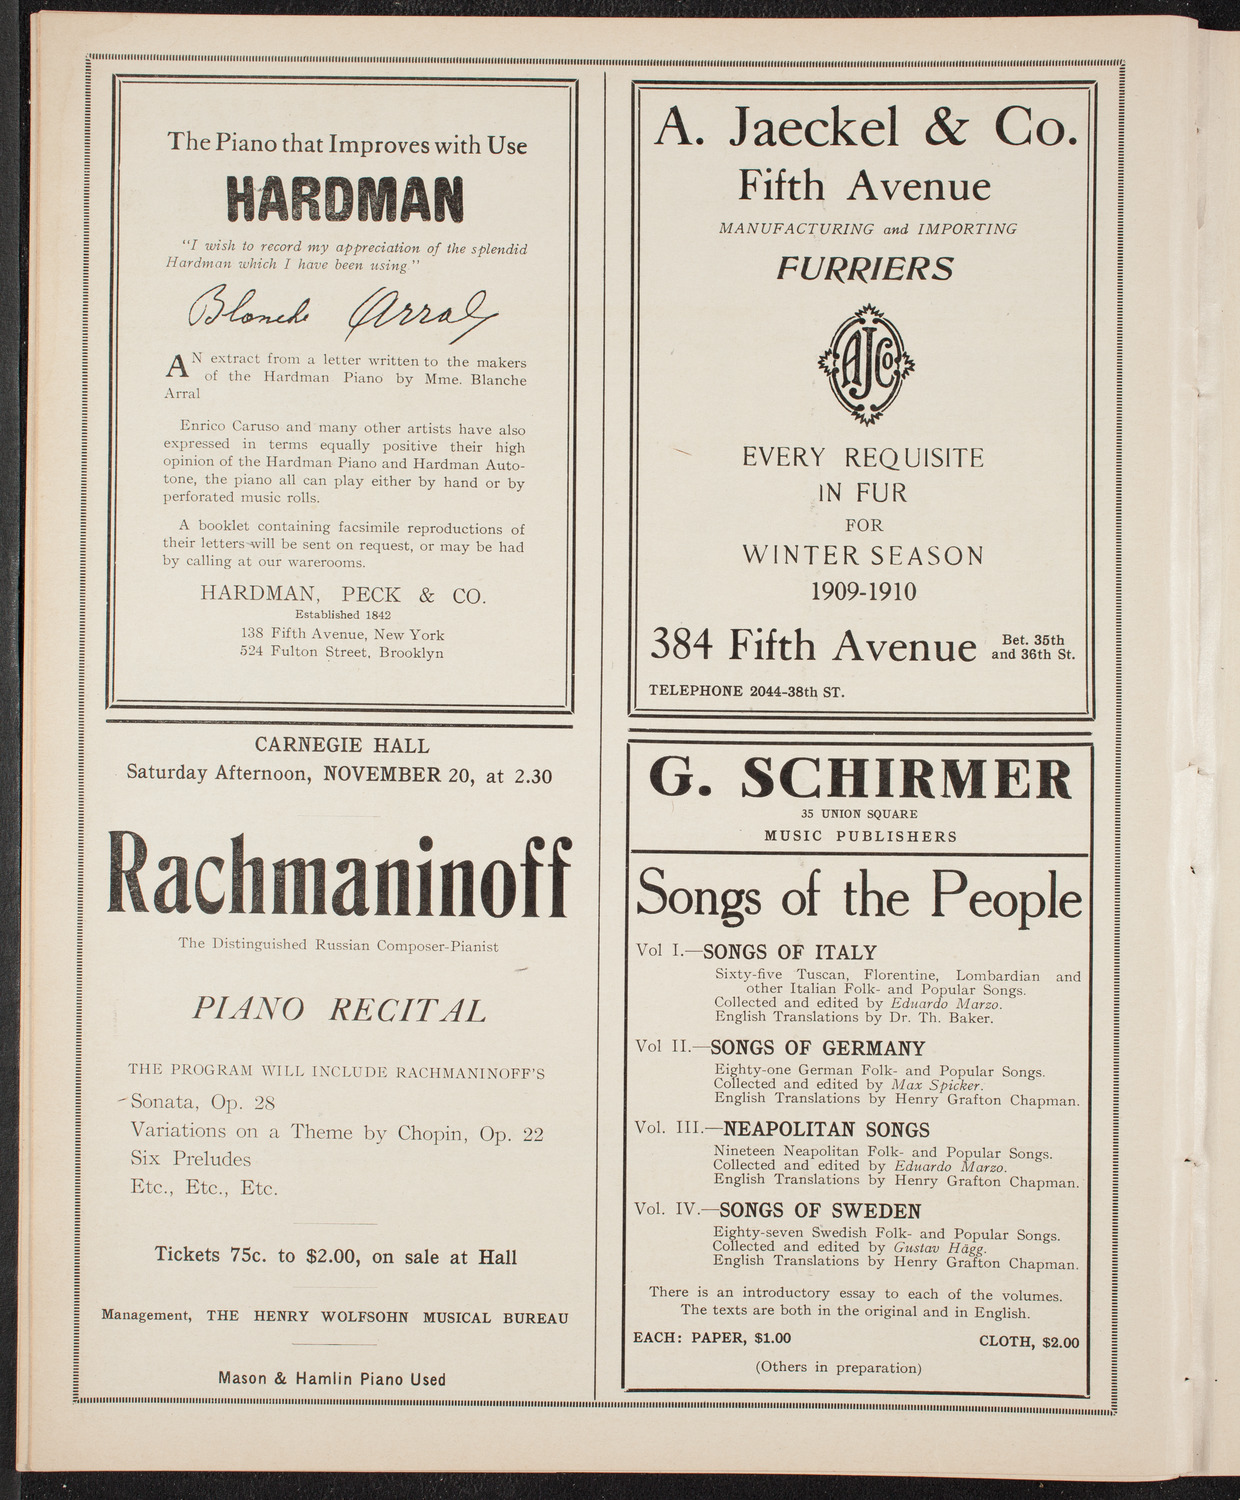 The Piano that Improves with Use
HARDMAN
"I wish to record my appreciation of the splendid
Hardman which I have been using"
Blanche Arral
AN extract from a letter written to the makers
of the Hardman Piano by Mme. Blanche
Arral
Enrico Caruso and many other artists have also
expressed in terms equally positive their high
opinion of the Hardman Piano and Hardman Auto-
tone, the piano all can play either by hand or by
perforated music rolls.
A booklet containing facsimile reproductions of
their letters will be sent on request, or may be had
by calling at our warerooms.
HARDMAN, PECK & CO.
Established 1842
138 Fifth Avenue, New York
524 Fulton Street, Brooklyn
CARNEGIE HALL
Saturday Afternoon, NOVEMBER 20, at 2.30
Rachmaninoff
The Distinguished Russian Composer-Pianist
PIANO RECITAL
THE PROGRAM WILL INCLUDE RACHMANINOFF'S
Sonata, Op. 28
Variations on a Theme by Chopin, Op. 22
Six Preludes
Etc., Etc., Etc.
Tickets 75c. to $2.00, on sale at Hall
Management, THE HENRY WOLFSOHN MUSICAL BUREAU
Mason & Hamlin Piano Used
A. Jaeckel & Co.
Fifth Avenue
MANUFACTURING and IMPORTING
FURRIERS
AJCo
EVERY REQUISITE
IN FUR
FOR
WINTER SEASON
1909-1910
384 Fifth Avenue Bet. 35th
and 36th St.
TELEPHONE 2044-38th ST.
G. SCHIRMER
35 UNION SQUARE
MUSIC PUBLISHERS
Songs of the People
Vol I.—SONGS OF ITALY
Sixty-five Tuscan, Florentine, Lombardian and
other Italian Folk- and Popular Songs.
Collected and edited by Eduardo Marzo.
English Translations by Dr. Th. Baker.
Vol II.—SONGS OF GERMANY
Eighty-one German Folk- and Popular Songs.
Collected and edited by Max Spicker.
English Translations by Henry Grafton Chapman.
Vol. III.—NEAPOLITAN SONGS
Nineteen Neapolitan Folk- and Popular Songs.
Collected and edited by Eduardo Marzo.
English Translations by Henry Grafton Chapman.
Vol. IV.—SONGS OF SWEDEN
Eighty-seven Swedish Folk- and Popular Songs.
Collected and edited by Gustav Hägg.
English Translations by Henry Grafton Chapman.
There is an introductory essay to each of the volumes.
The texts are both in the original and in English.
EACH: PAPER, $1.00 CLOTH, $2.00
(Others in preparation)